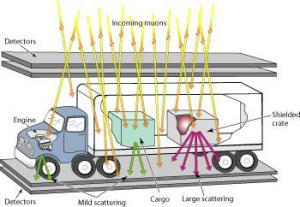 Incoming muons
Detectors
Engine
Shielded
crate
Detectors
Mild scattering
Cargo
Large scattering